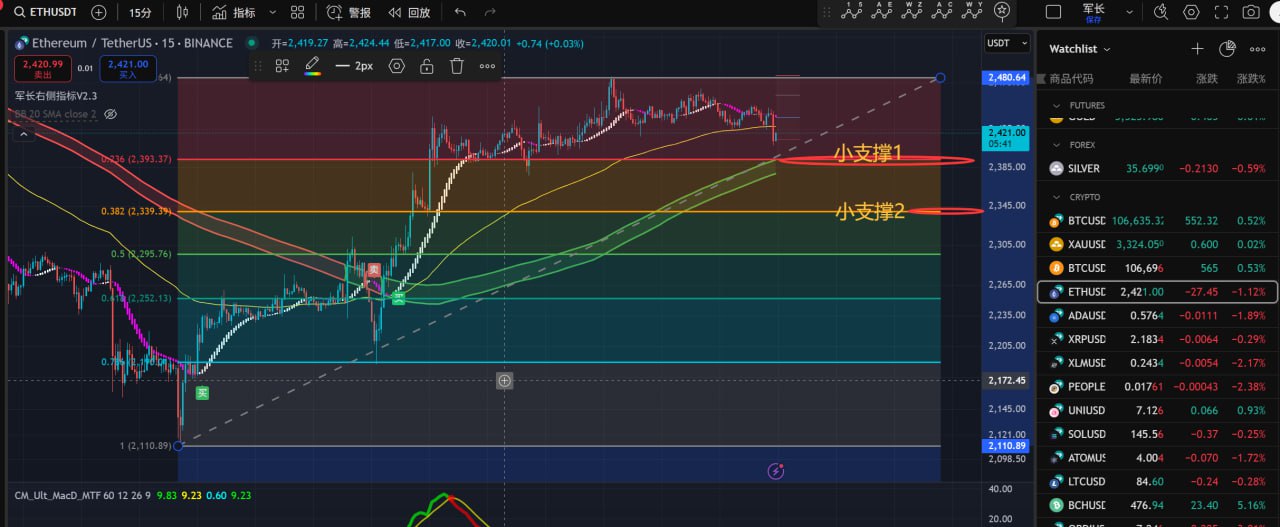 ETHUSDT
15分
指标
警报
回放
1 5
A E
W Z
A C
W Y
军长
保存
Ethereum / TetherUS · 15 · BINANCE
开=2,419.27 高=2,424.44 低=2,417.00 收=2,420.01 +0.74 (+0.03%)
USDT
2,420.99
卖出
0.01
2,421.00
买入
2px
军长右侧指标V2.3
BB 20 SMA close 2
0.236 (2,393.37)
0.382 (2,339.39)
0.5 (2,295.76)
1 (2,110.89)
小支撑1
小支撑2
卖
买
2,480.64
2,421.00
05:41
2,385.00
2,345.00
2,305.00
2,265.00
2,235.00
2,205.00
2,172.45
2,145.00
2,121.00
2,110.89
2,098.50
40.00
20.00
CM_Ult_MacD_MTF 60 12 26 9 9.83 9.23 0.60 9.23
Watchlist
商品代码 最新价 涨跌 涨跌%
FUTURES
FOREX
SILVER 35.6990 −0.2130 −0.59%
CRYPTO
BTCUSD 106,635.32 552.32 0.52%
XAUUSD 3,324.050 0.600 0.02%
BTCUSD 106,696 565 0.53%
ETHUSD 2,421.00 −27.45 −1.12%
ADAUSD 0.5764 −0.0111 −1.89%
XRPUSD 2.1834 −0.0064 −0.29%
XLMUSD 0.2434 −0.0054 −2.17%
PEOPLE 0.01761 −0.00043 −2.38%
UNIUSD 7.126 0.066 0.93%
SOLUSD 145.56 −0.37 −0.25%
ATOMUS 4.004 −0.070 −1.72%
LTCUSD 84.60 −0.24 −0.28%
BCHUSD 476.94 23.40 5.16%